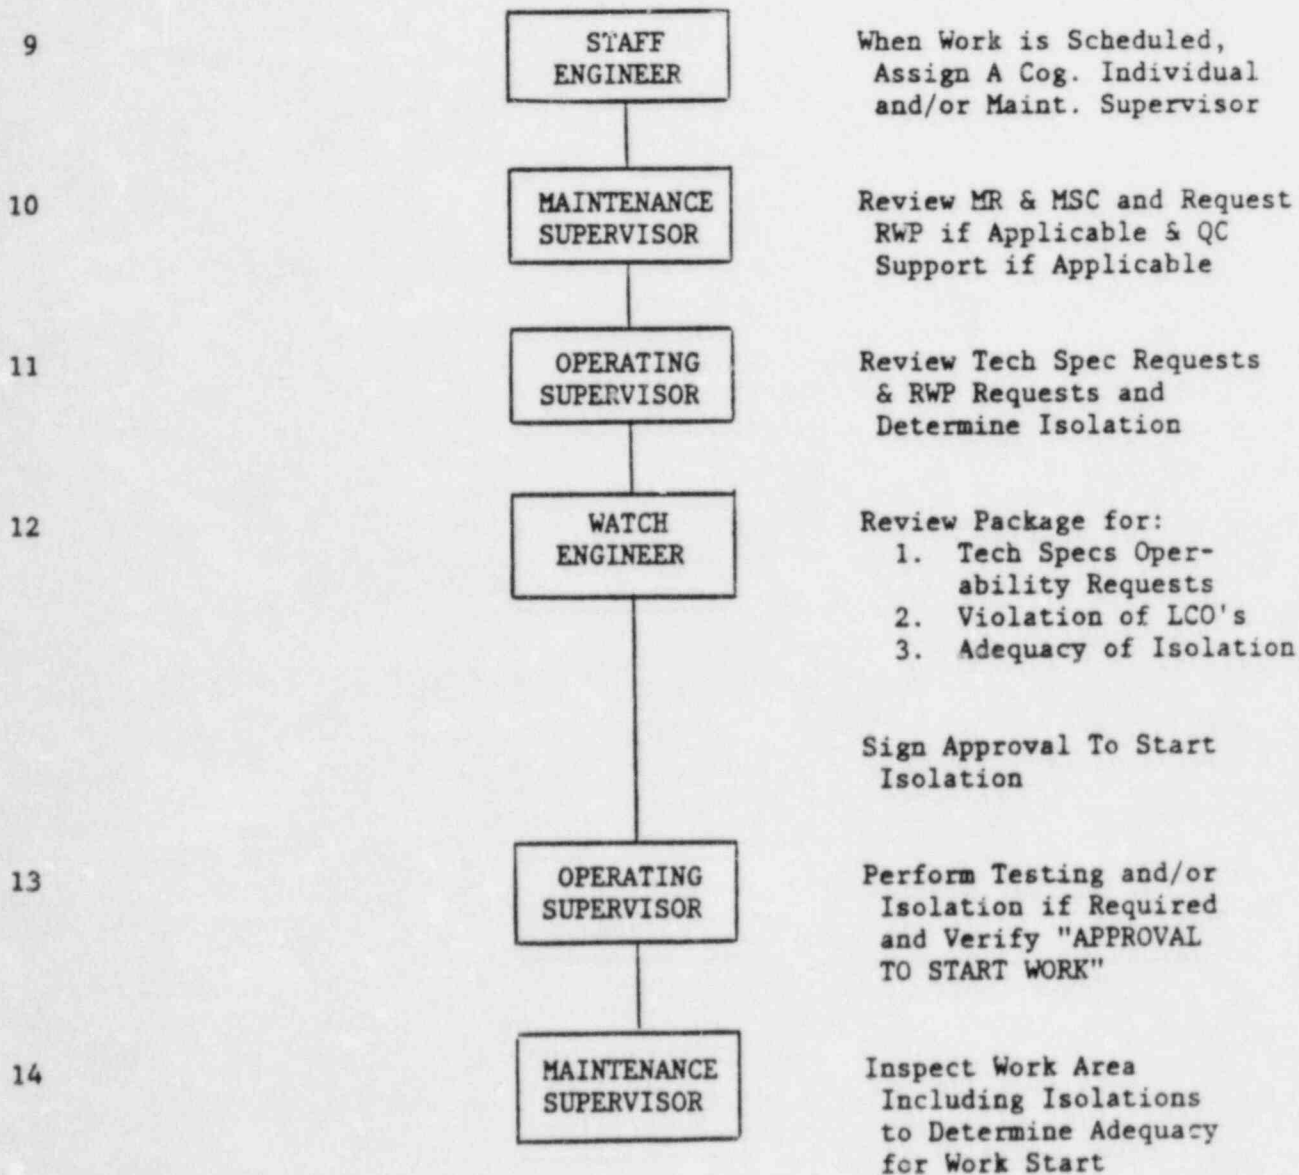 9
STAFF
ENGINEER
When Work is Scheduled,
Assign A Cog. Individual
and/or Maint. Supervisor
10
MAINTENANCE
SUPERVISOR
Review MR & MSC and Request
RWP if Applicable & QC
Support if Applicable
11
OPERATING
SUPERVISOR
Review Tech Spec Requests
& RWP Requests and
Determine Isolation
12
WATCH
ENGINEER
Review Package for:
1. Tech Specs Oper-
ability Requests
2. Violation of LCO's
3. Adequacy of Isolation
Sign Approval To Start
Isolation
13
OPERATING
SUPERVISOR
Perform Testing and/or
Isolation if Required
and Verify "APPROVAL
TO START WORK"
14
MAINTENANCE
SUPERVISOR
Inspect Work Area
Including Isolations
to Determine Adequacy
for Work Start